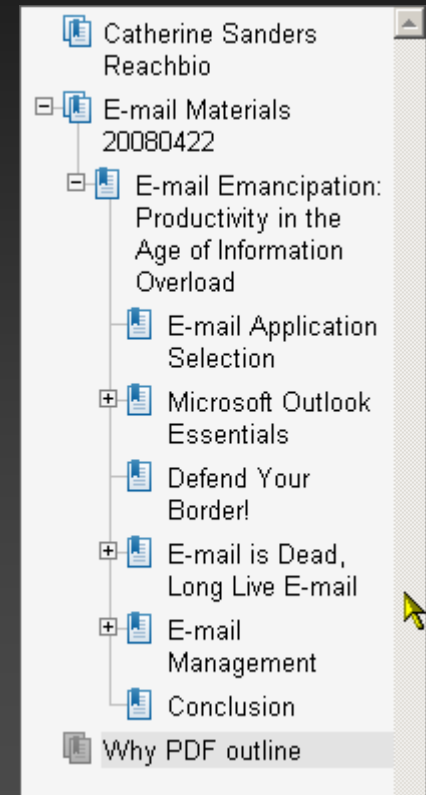 Catherine Sanders
Reachbio
E-mail Materials
20080422
E-mail Emancipation:
Productivity in the
Age of Information
Overload
E-mail Application
Selection
Microsoft Outlook
Essentials
Defend Your
Border!
E-mail is Dead,
Long Live E-mail
E-mail
Management
Conclusion
Why PDF outline